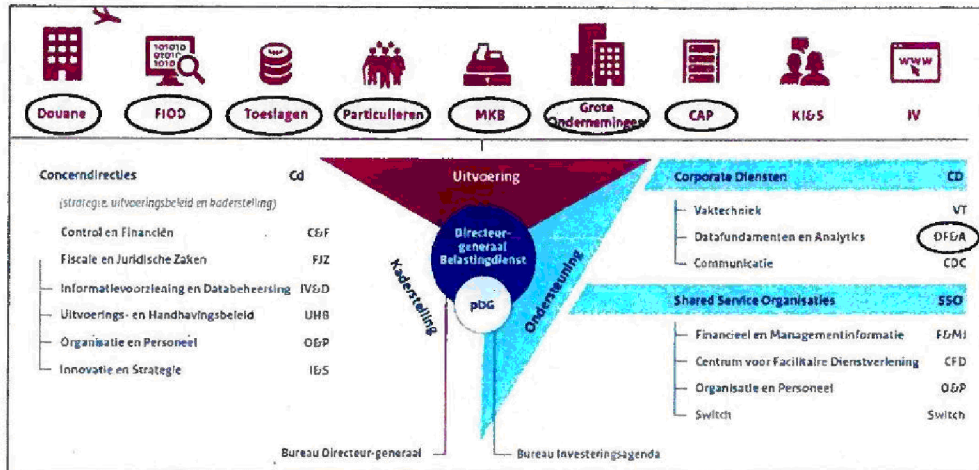 10101
01010
1010
www
Douane
FIOD
Toeslagen
Particulieren
MKB
Grote
Ondernemingen
CAP
KI&S
IV
Concerndirecties Cd
(strategie, uitvoeringsbeleid en kaderstelling)
Control en Financiën C&F
Fiscale en Juridische Zaken FJZ
Informatievoorziening en Databeheersing IV&D
Uitvoerings- en Handhavingsbeleid UHB
Organisatie en Personeel O&P
Innovatie en Strategie I&S
Uitvoering
Directeur-
generaal
Belastingdienst
pDG
Kaderstelling
Ondersteuning
Bureau Directeur-generaal
Bureau Investeringsagenda
Corporate Diensten CD
Vaktechniek VT
Datafundamenten en Analytics DF&A
Communicatie CDC
Shared Service Organisaties SSO
Financieel en Managementinformatie F&MI
Centrum voor Facilitaire Dienstverlening CFD
Organisatie en Personeel O&P
Switch Switch